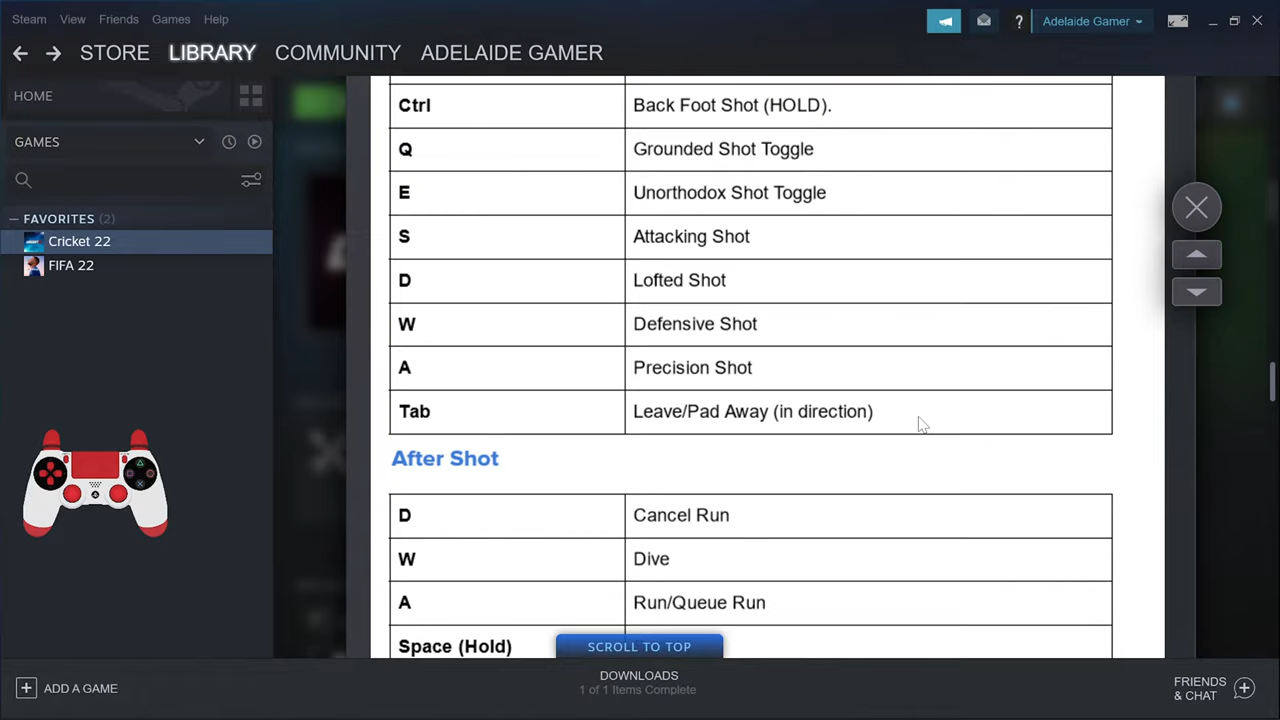 Steam View Friends Games Help
? Adelaide Gamer
STORE LIBRARY COMMUNITY ADELAIDE GAMER
HOME
GAMES
FAVORITES (2)
Cricket 22
FIFA 22
Ctrl Back Foot Shot (HOLD).
Q Grounded Shot Toggle
E Unorthodox Shot Toggle
S Attacking Shot
D Lofted Shot
W Defensive Shot
A Precision Shot
Tab Leave/Pad Away (in direction)
After Shot
D Cancel Run
W Dive
A Run/Queue Run
Space (Hold)
SCROLL TO TOP
ADD A GAME
DOWNLOADS
1 of 1 Items Complete
FRIENDS
& CHAT